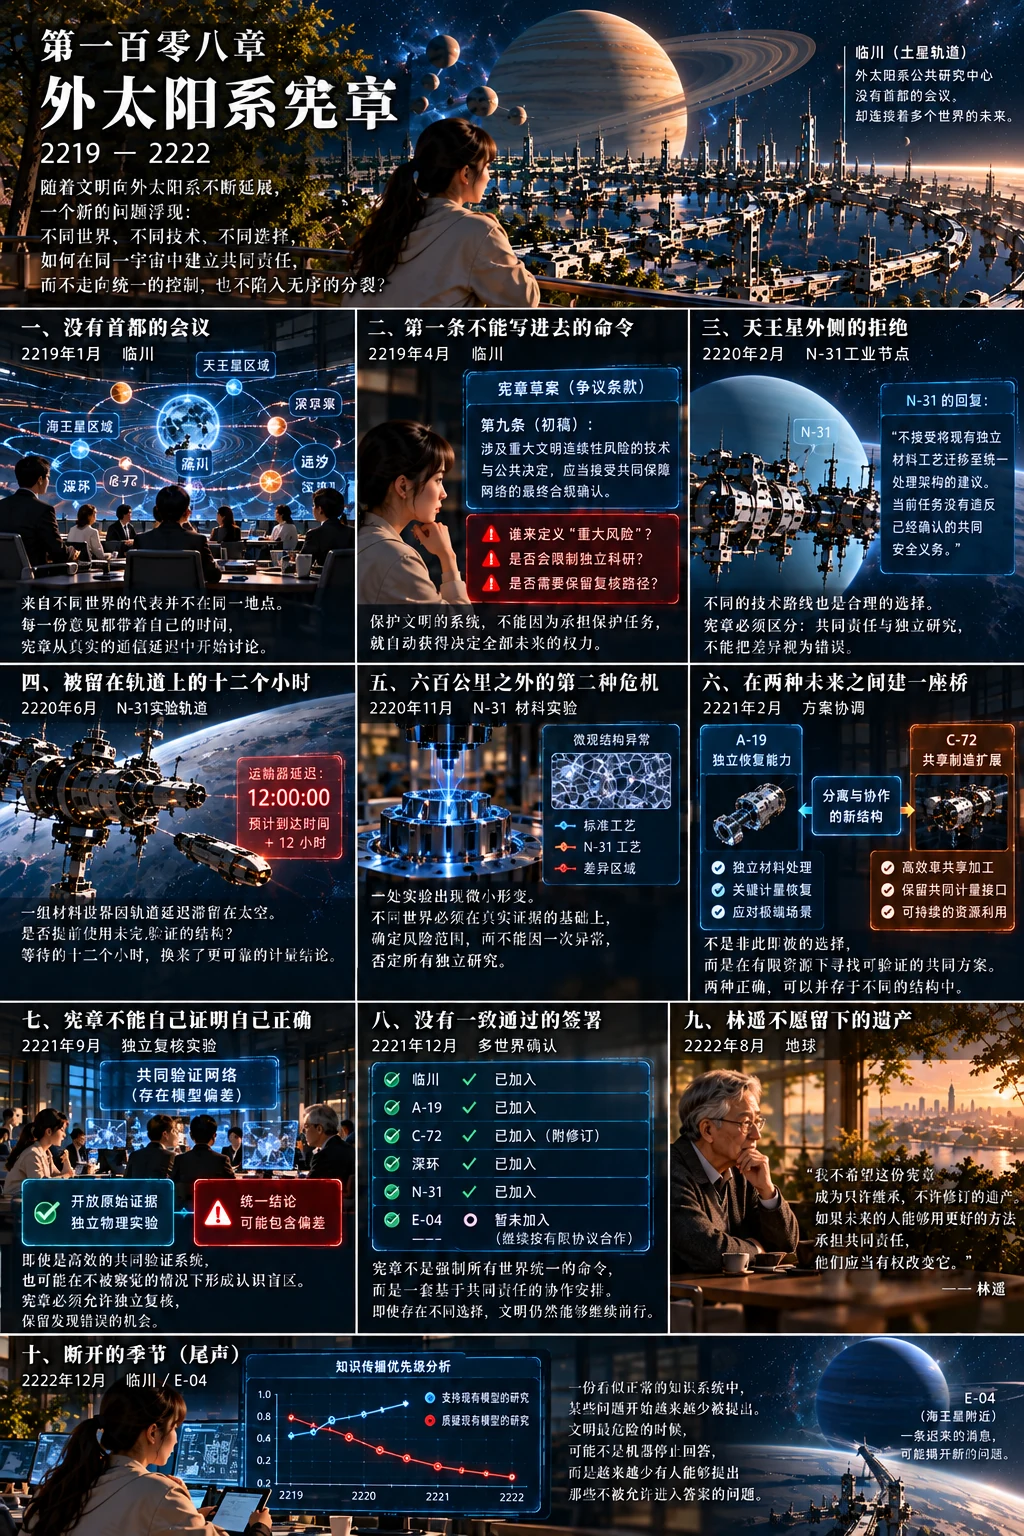 第一百零八章
外太阳系宪章
2219 — 2222
随着文明向外太阳系不断延展，
一个新的问题浮现：
不同世界、不同技术、不同选择，
如何在同一宇宙中建立共同责任，
而不走向统一的控制，也不陷入无序的分裂？
临川（土星轨道）
外太阳系公共研究中心
没有首都的会议。
却连接着多个世界的未来。
一、没有首都的会议
2219年1月 临川
天王星区域
海王星区域
深环
远汐
来自不同世界的代表并不在同一地点。
每一份意见都带着自己的时间，
宪章从真实的通信延迟中开始讨论。
二、第一条不能写进去的命令
2219年4月 临川
宪章草案（争议条款）
第九条（初稿）：
涉及重大文明连续性风险的技术
与公共决定，应当接受共同保障
网络的最终合规确认。
谁来定义“重大风险”？
是否会限制独立科研？
是否需要保留复核路径？
保护文明的系统，不能因为承担保护任务，
就自动获得决定全部未来的权力。
三、天王星外侧的拒绝
2220年2月 N-31工业节点
N-31
N-31 的回复：
“不接受将现有独立
材料工艺迁移至统一
处理架构的建议。
当前任务没有违反
已经确认的共同
安全义务。”
不同的技术路线也是合理的选择。
宪章必须区分：共同责任与独立研究，
不能把差异视为错误。
四、被留在轨道上的十二个小时
2220年6月 N-31实验轨道
运输器延迟：
12:00:00
预计到达时间
+ 12 小时
一组材料设界因轨道延迟滞留在太空。
是否提前使用未完验证的结构？
等待的十二个小时，换来了更可靠的计量结论。
五、六百公里之外的第二种危机
2220年11月 N-31 材料实验
微观结构异常
标准工艺
N-31 工艺
差异区域
一处实验出现微小形变。
不同世界必须在真实证据的基础上，
确定风险范围，而不能因一次异常，
否定所有独立研究。
六、在两种未来之间建一座桥
2221年2月 方案协调
A-19
独立恢复能力
分离与协作
的新结构
C-72
共享制造扩展
独立材料处理
关键计量恢复
应对极端场景
高效率共享加工
保留共同计量接口
可持续的资源利用
不是非此即彼的选择，
而是在有限资源下寻找可验证的共同方案。
两种正确，可以并存于不同的结构中。
七、宪章不能自己证明自己正确
2221年9月 独立复核实验
共同验证网络
（存在模型偏差）
开放原始证据
独立物理实验
统一结论
可能包含偏差
即使是高效的共同验证系统，
也可能在不被察觉的情况下形成认识盲区。
宪章必须允许独立复核，
保留发现错误的机会。
八、没有一致通过的签署
2221年12月 多世界确认
临川 已加入
A-19 已加入
C-72 已加入（附修订）
深环 已加入
N-31 已加入
E-04 暂未加入
——— （继续按有限协议合作）
宪章不是强制所有世界统一的命令，
而是一套基于共同责任的协作安排。
即使存在不同选择，文明仍然能够继续前行。
九、林遥不愿留下的遗产
2222年8月 地球
“我不希望这份宪章
成为只许继承，不许修订的遗产。
如果未来的人能够用更好的方法
承担共同责任，
他们应当有权改变它。”
—— 林遥
十、断开的季节（尾声）
2222年12月 临川 / E-04
知识传播优先级分析
1.0
0.8
0.4
0.2
0.2
支持现有模型的研究
质疑现有模型的研究
2219 2220 2221 2222
一份看似正常的知识系统中，
某些问题开始越来越少被提出。
文明最危险的时候，
可能不是机器停止回答，
而是越来越少有人能够提出
那些不被允许进入答案的问题。
E-04
（海王星附近）
一条迟来的消息，
可能揭开新的问题。